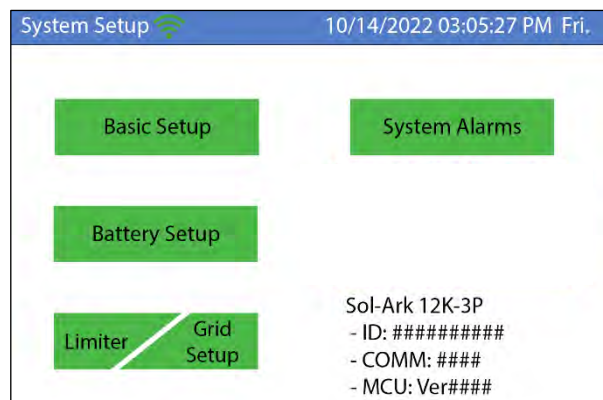 System Setup 10/14/2022 03:05:27 PM Fri.
Basic Setup
System Alarms
Battery Setup
Limiter
Grid
Setup
Sol-Ark 12K-3P
- ID: ##########
- COMM: ####
- MCU: Ver####